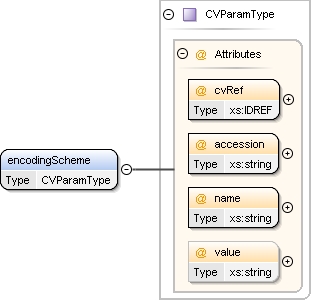 CVParamType
@ Attributes
@ cvRef
Type xs:IDREF
@ accession
Type xs:string
encodingScheme
Type CVParamType
@ name
Type xs:string
@ value
Type xs:string